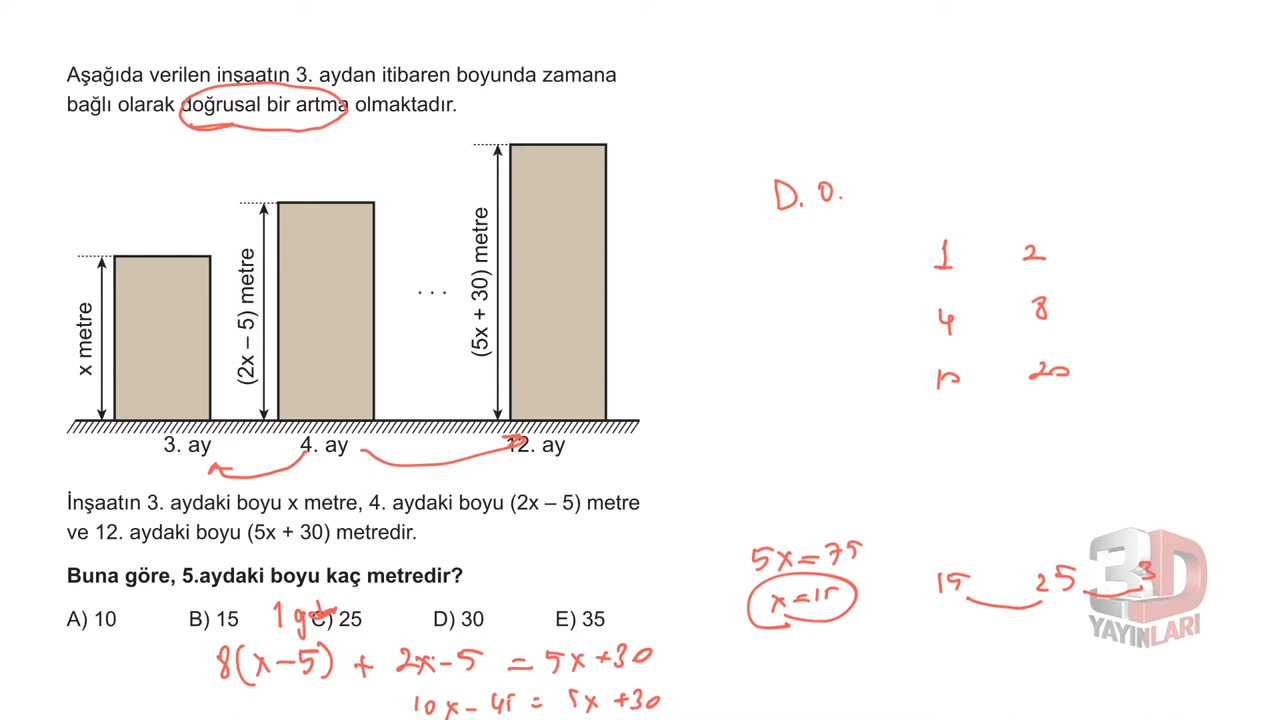 Aşağıda verilen inşaatın 3. aydan itibaren boyunda zamana
bağlı olarak doğrusal bir artma olmaktadır.
x metre
(2x – 5) metre
. . .
(5x + 30) metre
3. ay
4. ay
12. ay
İnşaatın 3. aydaki boyu x metre, 4. aydaki boyu (2x – 5) metre
ve 12. aydaki boyu (5x + 30) metredir.
Buna göre, 5.aydaki boyu kaç metredir?
A) 10 B) 15 C) 25 D) 30 E) 35
8(x-5) + 2x-5 = 5x+30
10x - 45 = 5x +30
D. O.
1 2
4 8
10 20
5x=75
x=15
15 25 3
3D
YAYINLARI